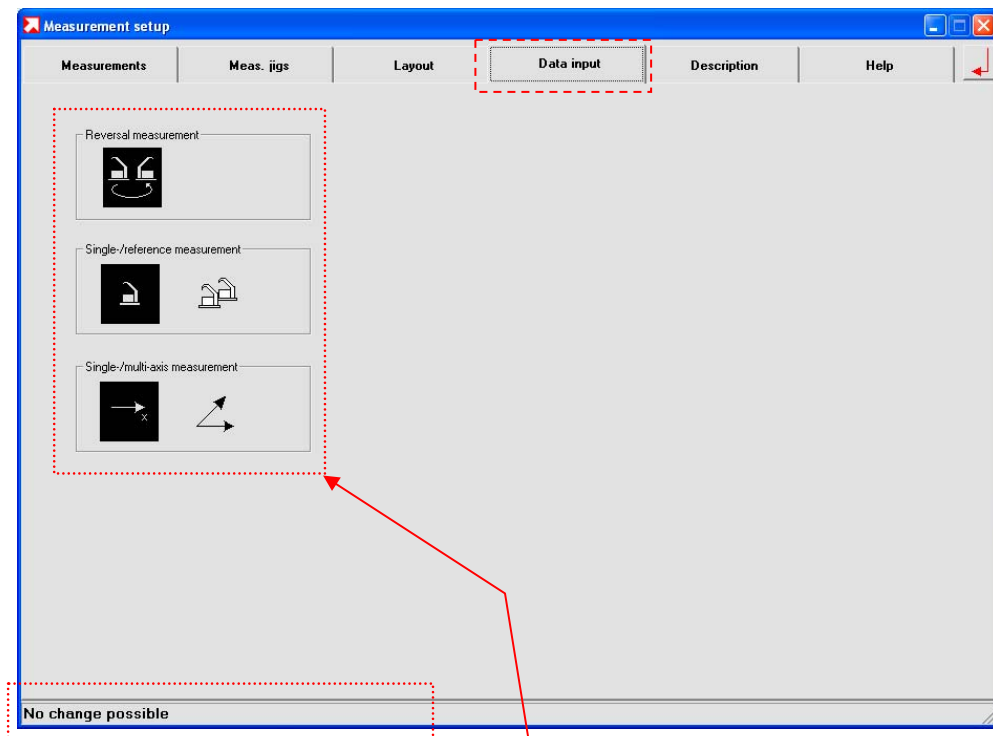 Measurement setup
Measurements Meas. jigs Layout Data input Description Help
Reversal measurement
Single-/reference measurement
Single-/multi-axis measurement
x
No change possible